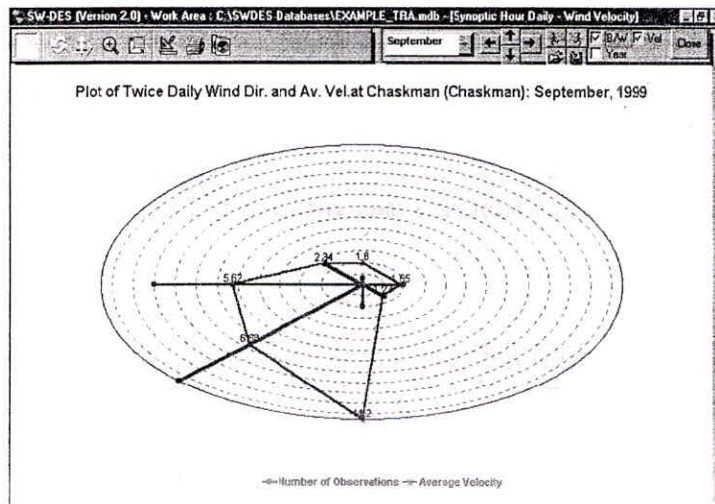 SW-DES (Version 2.0) - Work Area : C:\SWDES Databases\EXAMPLE_TRA.mdb - [Synoptic Hour Daily - Wind Velocity]
September B/W Vel Close
Year
Plot of Twice Daily Wind Dir. and Av. Vel.at Chaskman (Chaskman): September, 1999
2.34 1.8
5.62
6.63
Number of Observations Average Velocity